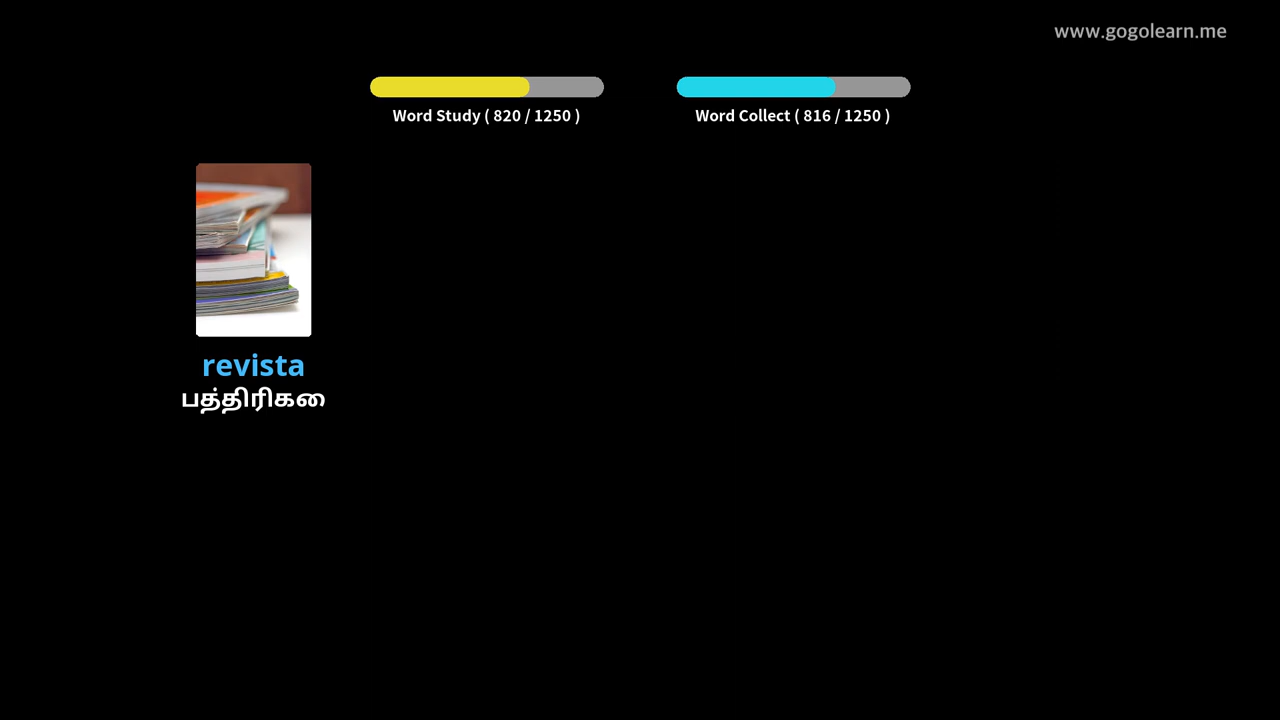 www.gogolearn.me
Word Study ( 820 / 1250 )
Word Collect ( 816 / 1250 )
revista
பத்திரிகை